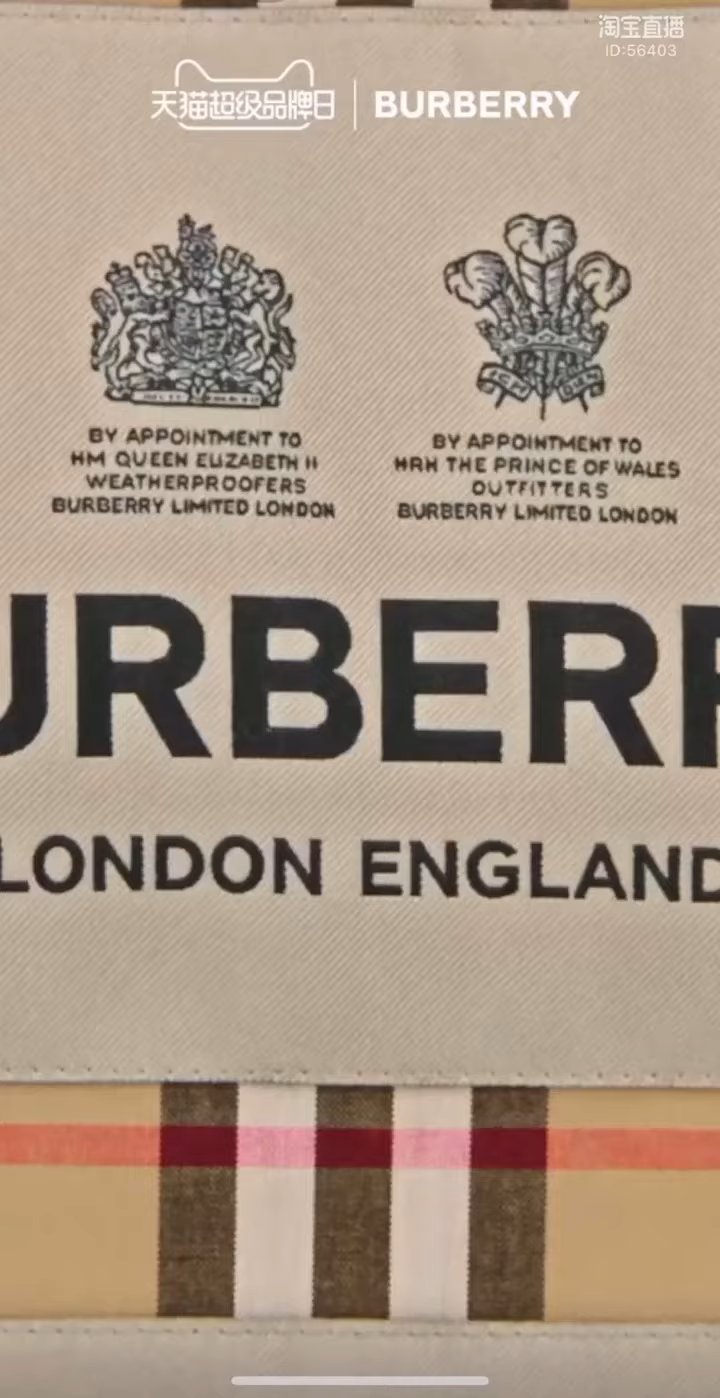 淘宝直播
ID:56403
天猫超级品牌日 | BURBERRY
BY APPOINTMENT TO
HM QUEEN ELIZABETH II
WEATHERPROOFERS
BURBERRY LIMITED LONDON
BY APPOINTMENT TO
HRH THE PRINCE OF WALES
OUTFITTERS
BURBERRY LIMITED LONDON
URBERR
LONDON ENGLAND